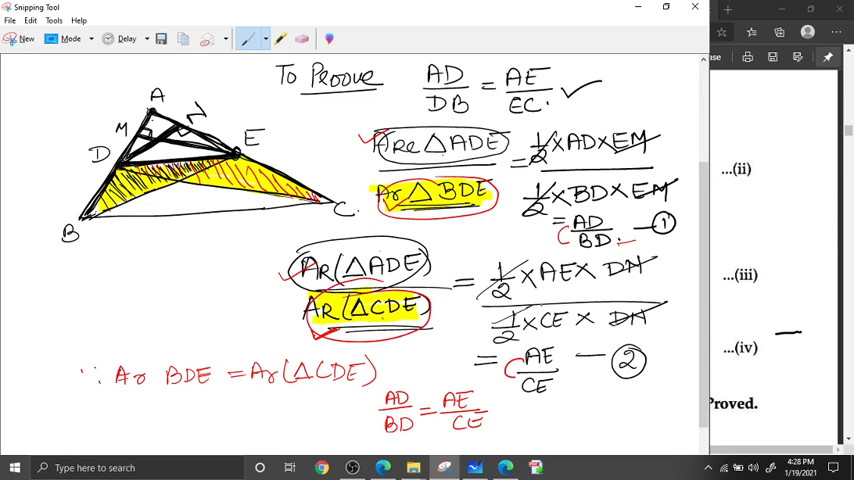 Snipping Tool
File Edit Tools Help
New Mode Delay
To Proove AD/DB = AE/EC.
A
M N
D E
B C
Are △ADE / Ar △ BDE = ½×AD×EM / ½×BD×EM
= AD/BD. — ①
AR(△ADE) / AR(△CDE) = ½×AE×DN / ½×CE×DN
= AE/CE — ②
∵ Ar BDE = Ar(△CDE)
AD/BD = AE/CE
...(ii)
...(iii)
...(iv)
Proved.
Type here to search
4:28 PM
1/19/2021